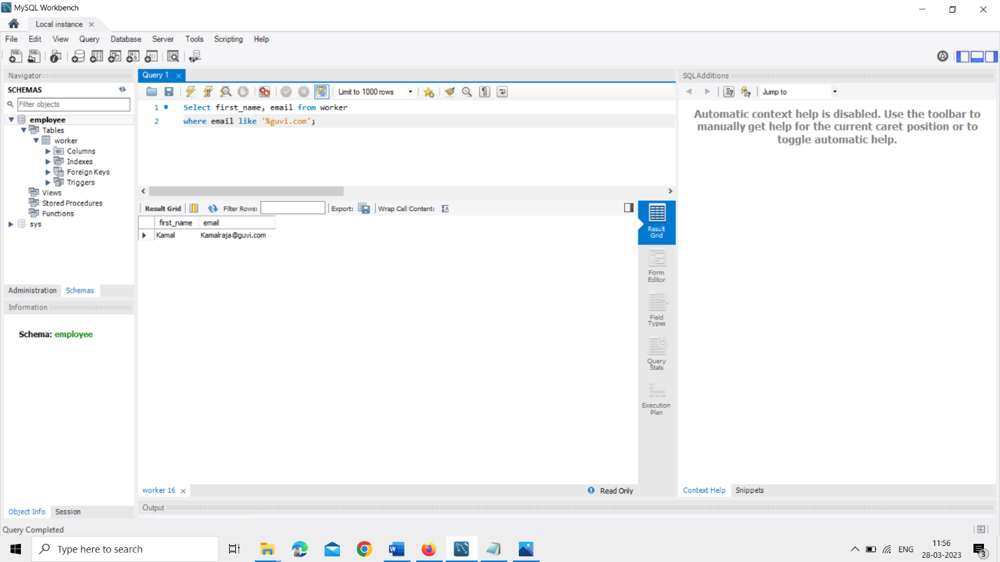 MySQL Workbench
Local instance
File Edit View Query Database Server Tools Scripting Help
Navigator
SCHEMAS
Filter objects
employee
Tables
worker
Columns
Indexes
Foreign Keys
Triggers
Views
Stored Procedures
Functions
sys
Administration Schemas
Information
Schema: employee
Object Info Session
Query 1
Limit to 1000 rows
1 Select first_name, email from worker
2 where email like '%guvi.com';
Result Grid Filter Rows: Export: Wrap Cell Content:
first_name email
Kamal Kamalraja@guvi.com
Result
Grid
Form
Editor
Field
Types
Query
Stats
Execution
Plan
worker 16 Read Only
Output
SQLAdditions
Jump to
Automatic context help is disabled. Use the toolbar to
manually get help for the current caret position or to
toggle automatic help.
Context Help Snippets
Query Completed
Type here to search
ENG
11:56
28-03-2023
3